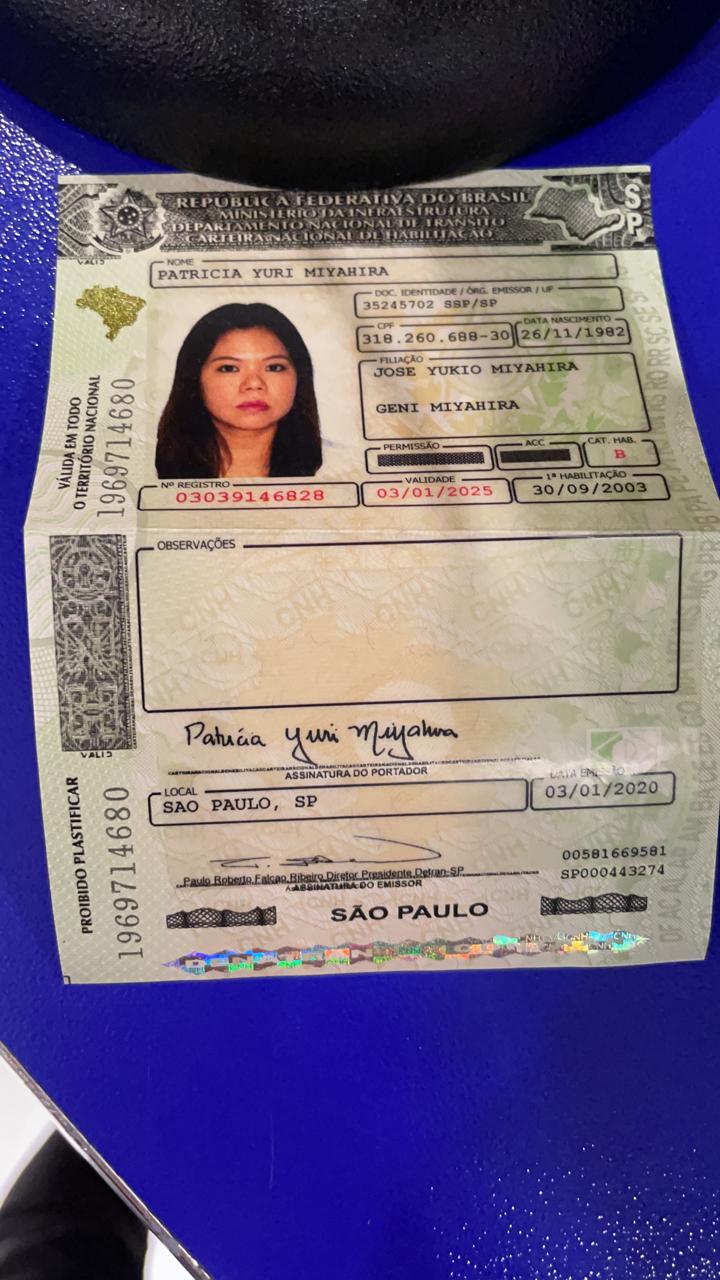 REPÚBLICA FEDERATIVA DO BRASIL
MINISTÉRIO DA INFRAESTRUTURA
DEPARTAMENTO NACIONAL DE TRÂNSITO
CARTEIRA NACIONAL DE HABILITAÇÃO
SP
VALID
NOME
PATRICIA YURI MIYAHIRA
DOC. IDENTIDADE / ÓRG. EMISSOR / UF
35245702 SSP/SP
CPF
318.260.688-30
DATA NASCIMENTO
26/11/1982
FILIAÇÃO
JOSE YUKIO MIYAHIRA
GENI MIYAHIRA
PERMISSÃO
ACC
CAT. HAB.
B
Nº REGISTRO
03039146828
VALIDADE
03/01/2025
1ª HABILITAÇÃO
30/09/2003
VÁLIDA EM TODO
O TERRITÓRIO NACIONAL
1969714680
OBSERVAÇÕES
VALID
Patricia Yuri Miyahira
ASSINATURA DO PORTADOR
LOCAL
SAO PAULO, SP
DATA EMISSÃO
03/01/2020
PROIBIDO PLASTIFICAR
1969714680
Paulo Roberto Falcao Ribeiro Diretor Presidente Detran-SP
ASSINATURA DO EMISSOR
00581669581
SP000443274
SÃO PAULO